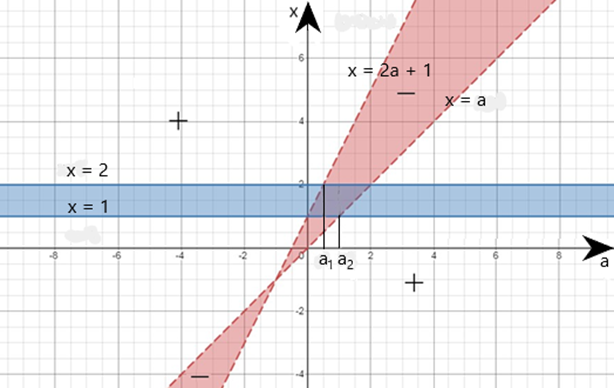 x
6
x = 2a + 1
−
x = a
+
4
x = 2
2
x = 1
-8
-6
-4
-2
0
2
4
6
8
a₁ a₂
a
+
-2
-4
−